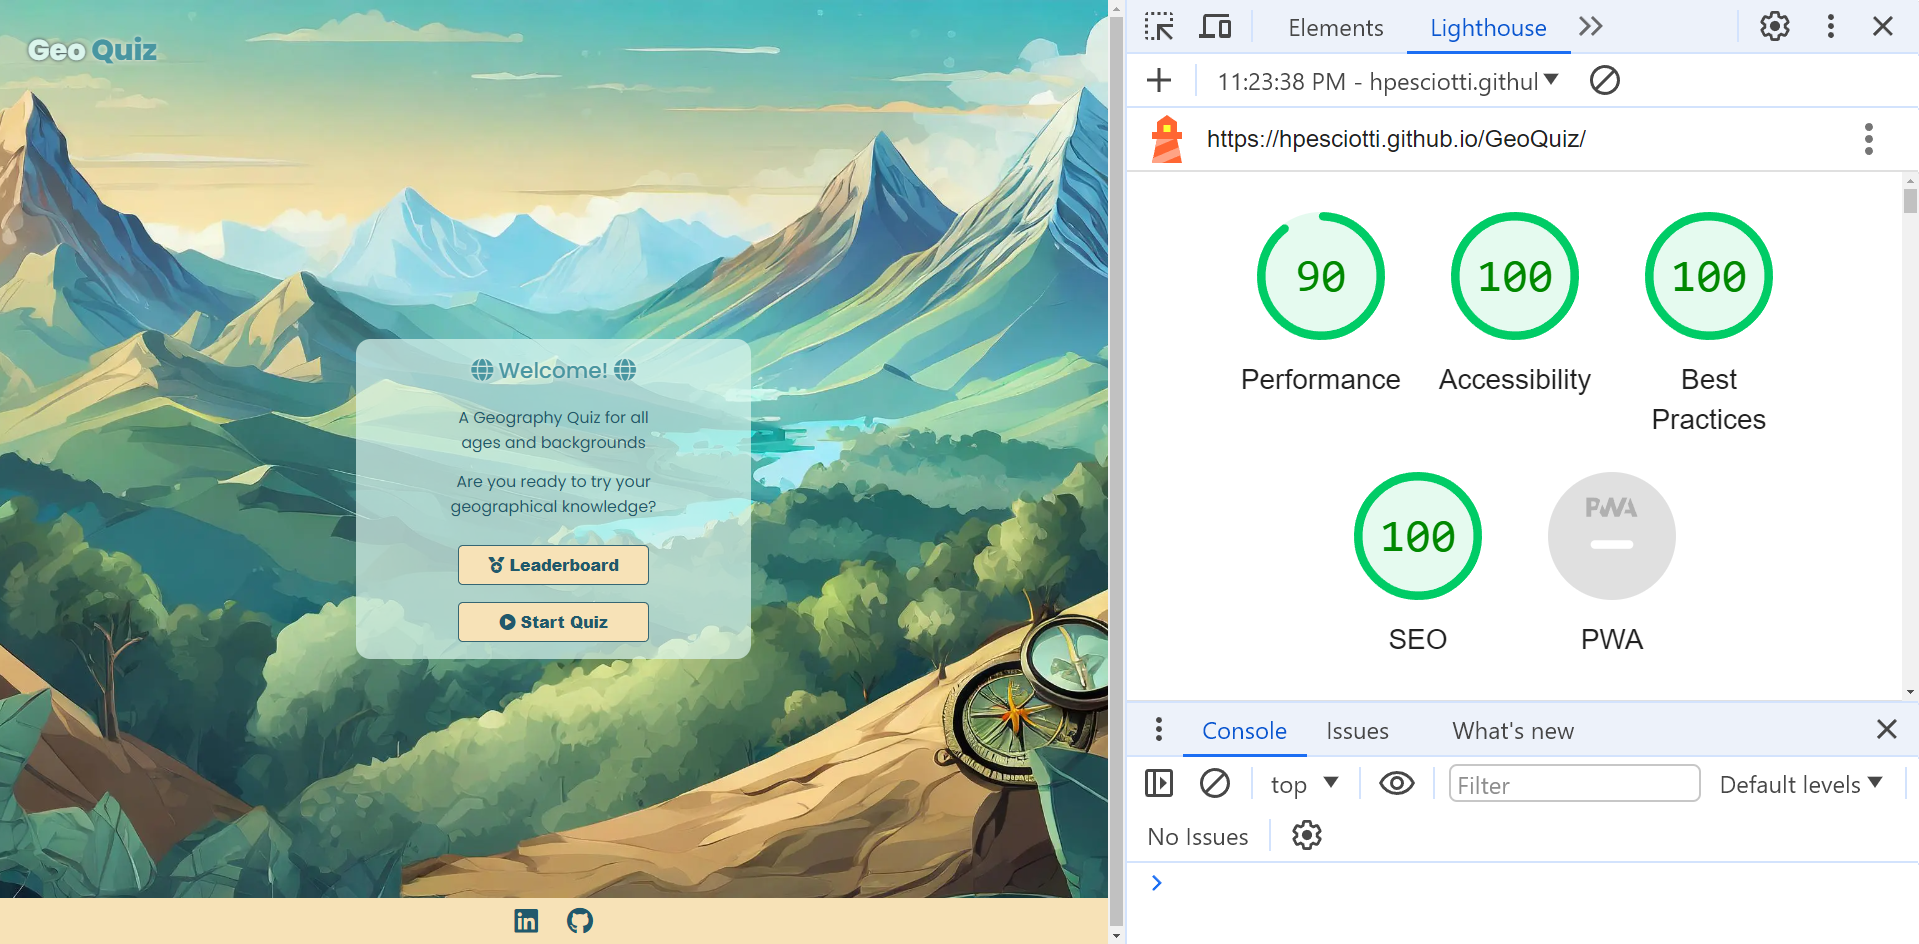 Geo Quiz
Welcome!
A Geography Quiz for all
ages and backgrounds
Are you ready to try your
geographical knowledge?
Leaderboard
Start Quiz
Elements
Lighthouse
11:23:38 PM - hpesciotti.githul
https://hpesciotti.github.io/GeoQuiz/
90
100
100
Performance
Accessibility
Best
Practices
100
PWA
SEO
PWA
Console
Issues
What's new
top
Filter
Default levels
No Issues